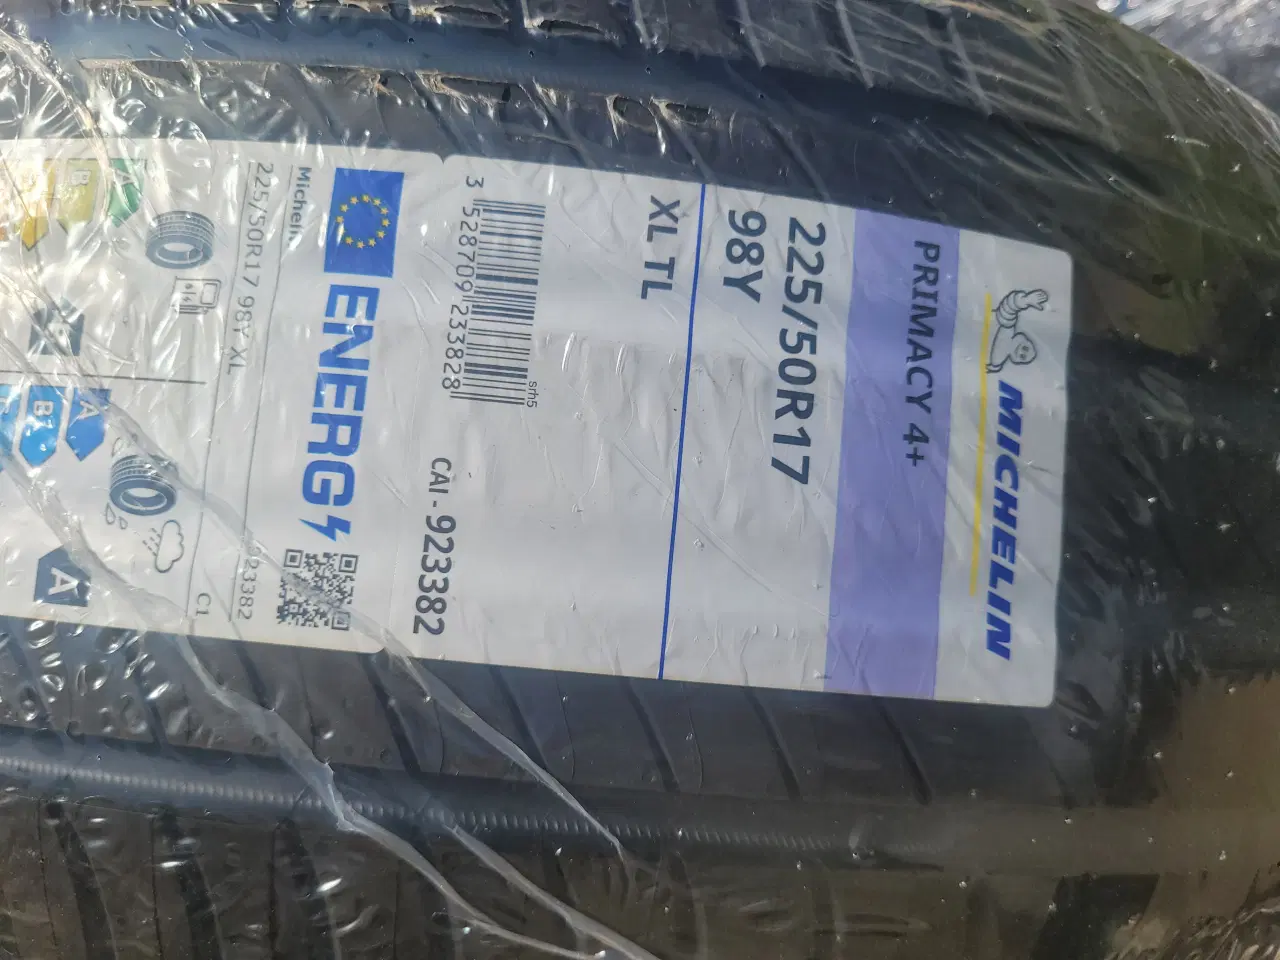 MICHELIN
PRIMACY 4+
225/50R17
98Y
XL TL
srh5
3 528709 233828
CAI - 923382
ENERG
Michelin
923382
225/50R17 98Y XL
C1
A
B
A
B
A